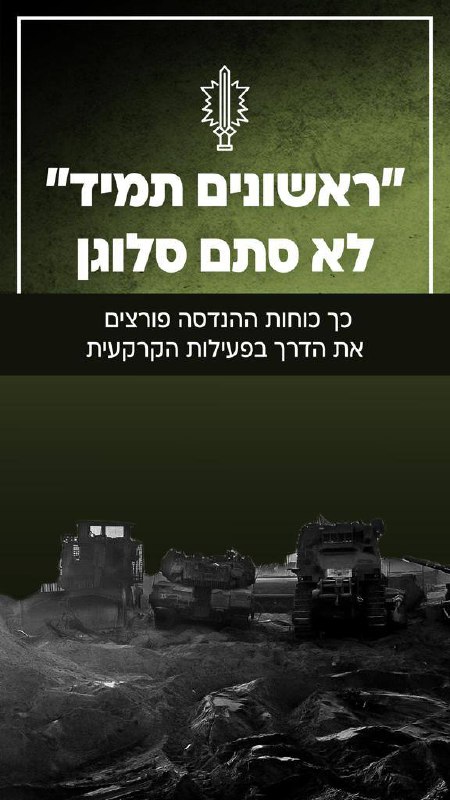 "ראשונים תמיד"
לא סתם סלוגן
כך כוחות ההנדסה פורצים
את הדרך בפעילות הקרקעית